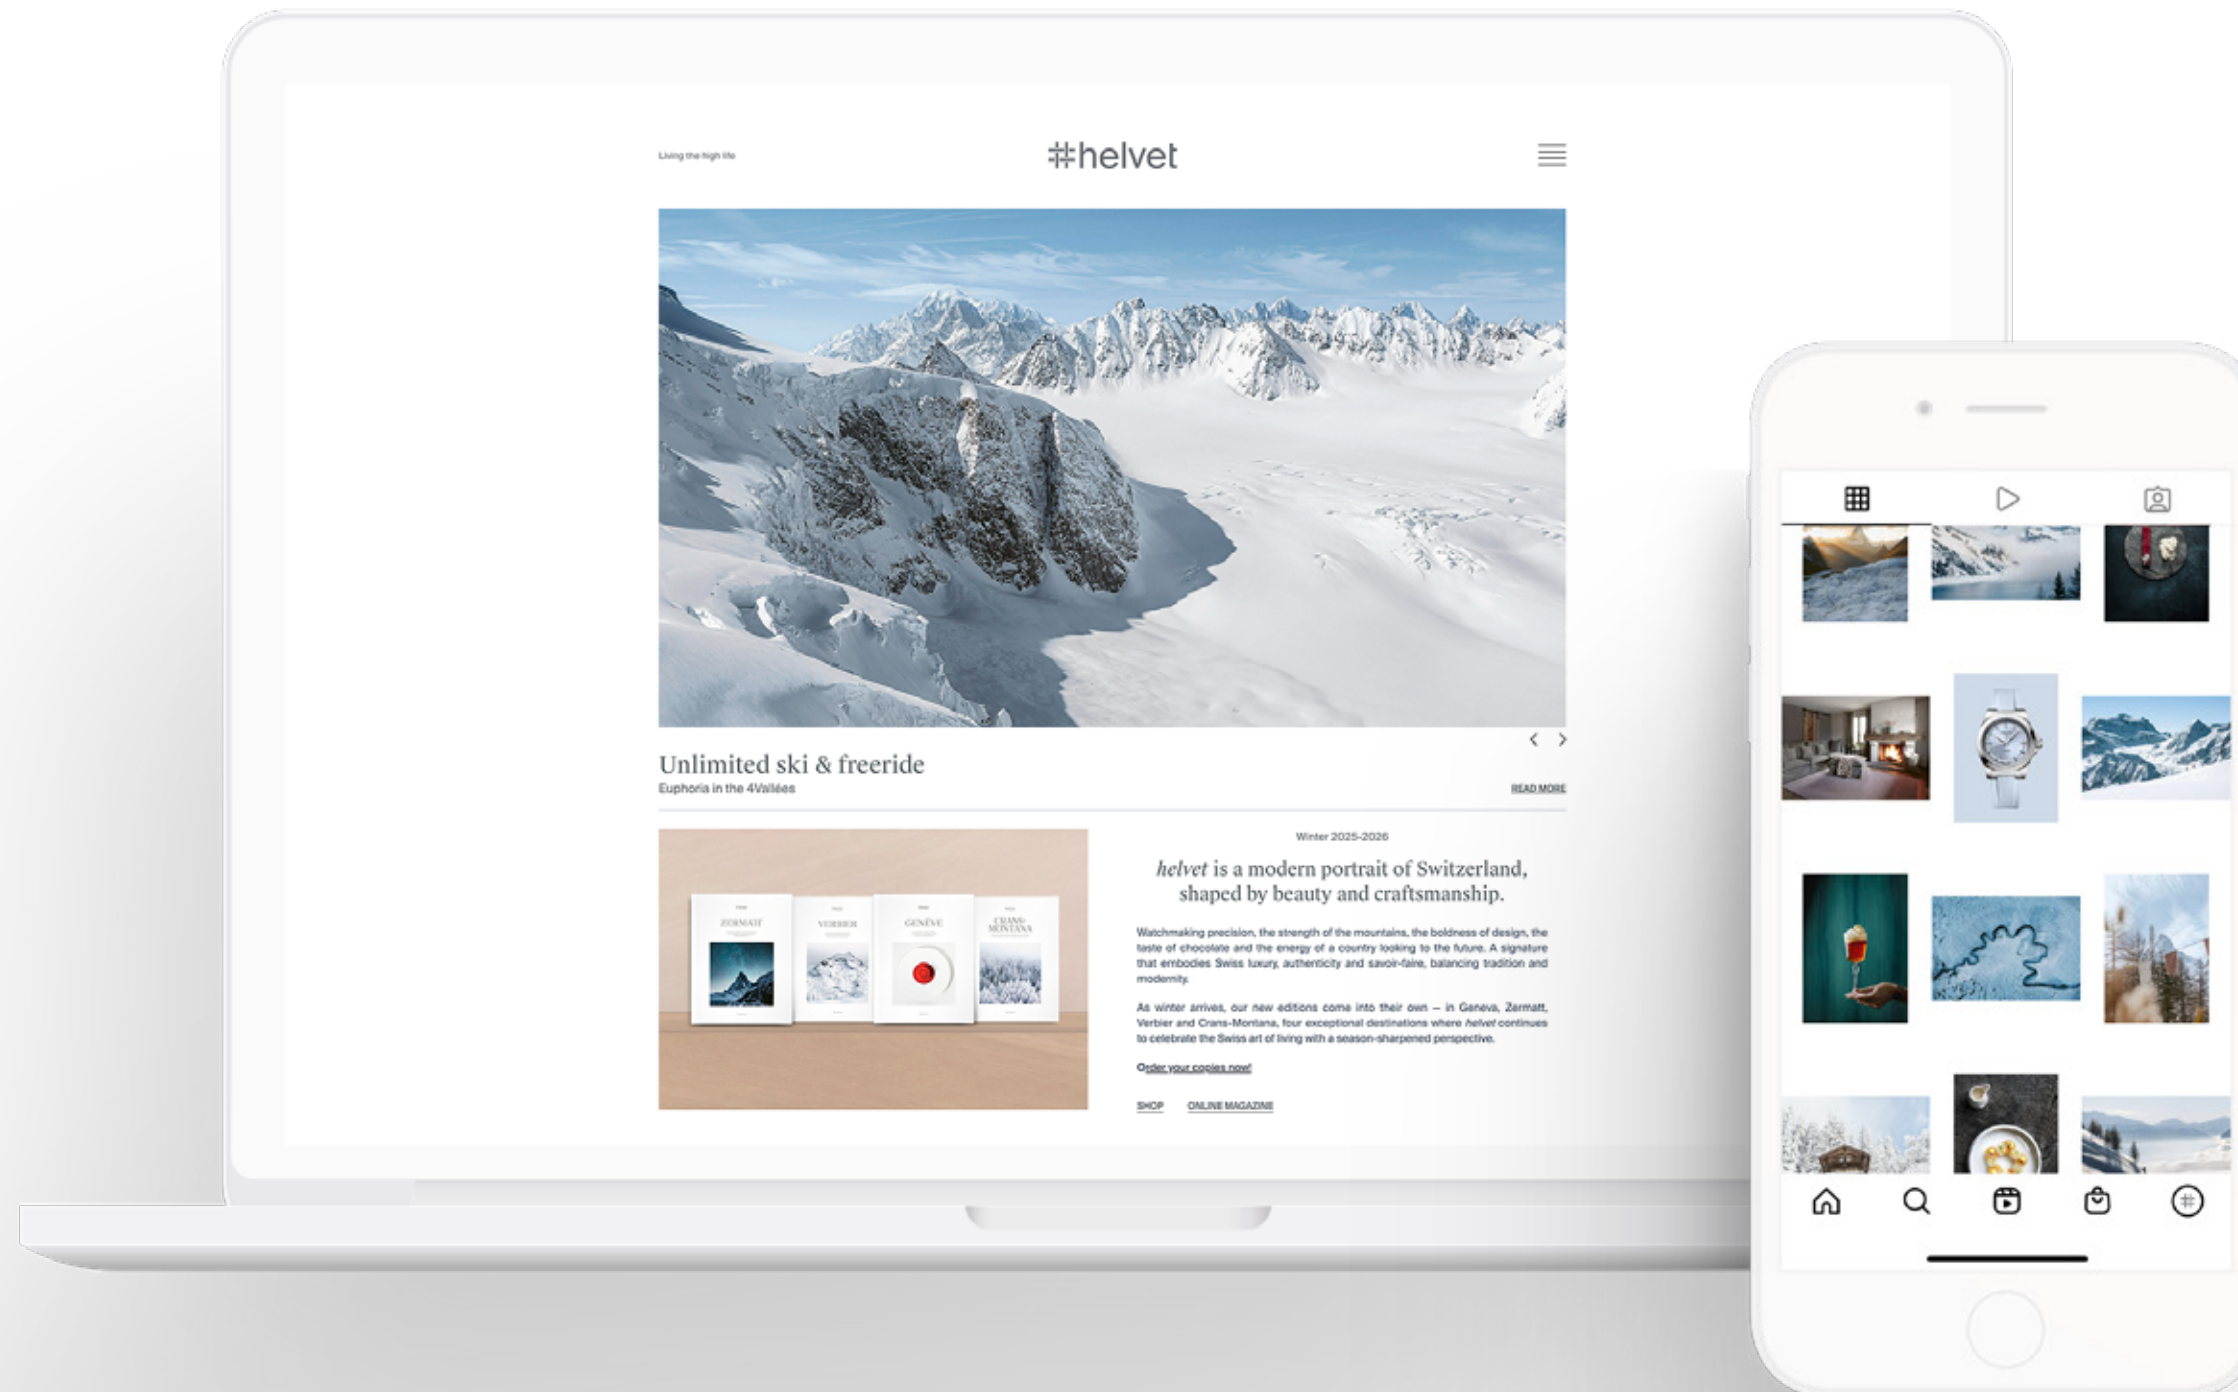 Living the high life
#helvet
Unlimited ski & freeride
Euphoria in the 4Vallées
READ MORE
ZERMATT
VERBIER
GENÈVE
CRANS-
MONTANA
Winter 2025-2026
helvet is a modern portrait of Switzerland,
shaped by beauty and craftsmanship.
Watchmaking precision, the strength of the mountains, the boldness of design, the
taste of chocolate and the energy of a country looking to the future. A signature
that embodies Swiss luxury, authenticity and savoir-faire, balancing tradition and
modernity.
As winter arrives, our new editions come into their own — in Geneva, Zermatt,
Verbier and Crans-Montana, four exceptional destinations where helvet continues
to celebrate the Swiss art of living with a season-sharpened perspective.
Order your copies now!
SHOP ONLINE MAGAZINE
#